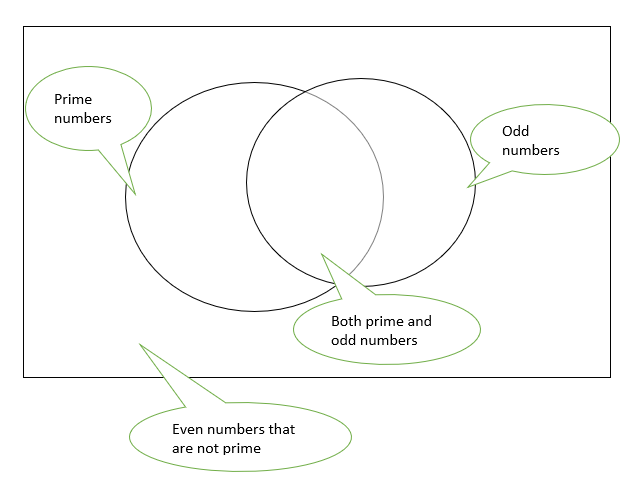 Prime
numbers
Odd
numbers
Both prime and
odd numbers
Even numbers that
are not prime